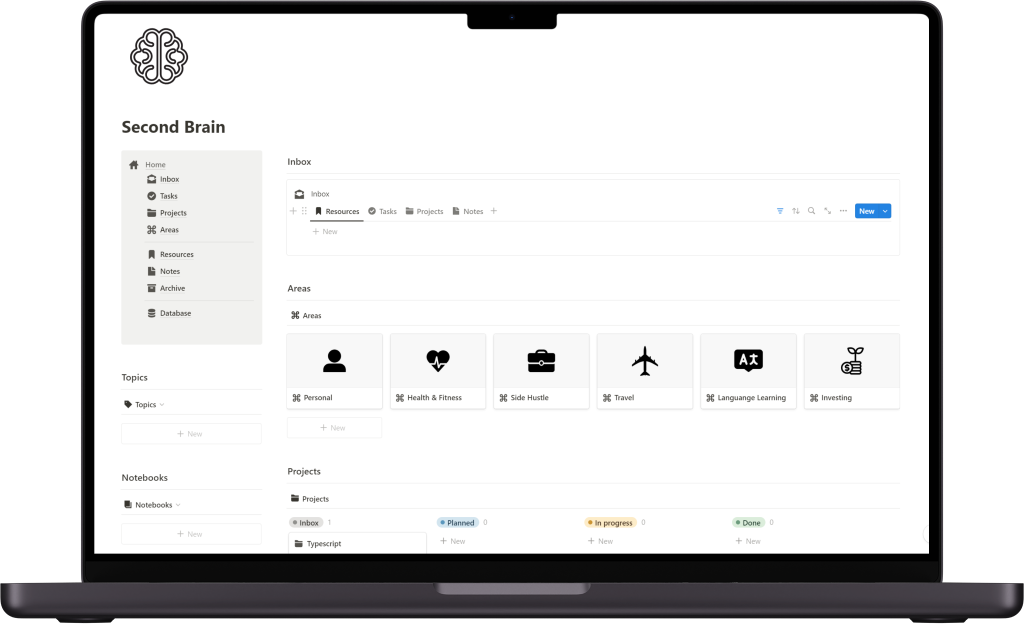 Second Brain
Home
Inbox
Tasks
Projects
Areas
Resources
Notes
Archive
Database
Topics
Topics
New
Notebooks
Notebooks
New
Inbox
Inbox
Resources Tasks Projects Notes
New
New
Areas
Areas
Personal Health & Fitness Side Hustle Travel Languange Learning Investing
New
Projects
Projects
Inbox 1 Planned 0 In progress 0 Done 0
Typescript New New New